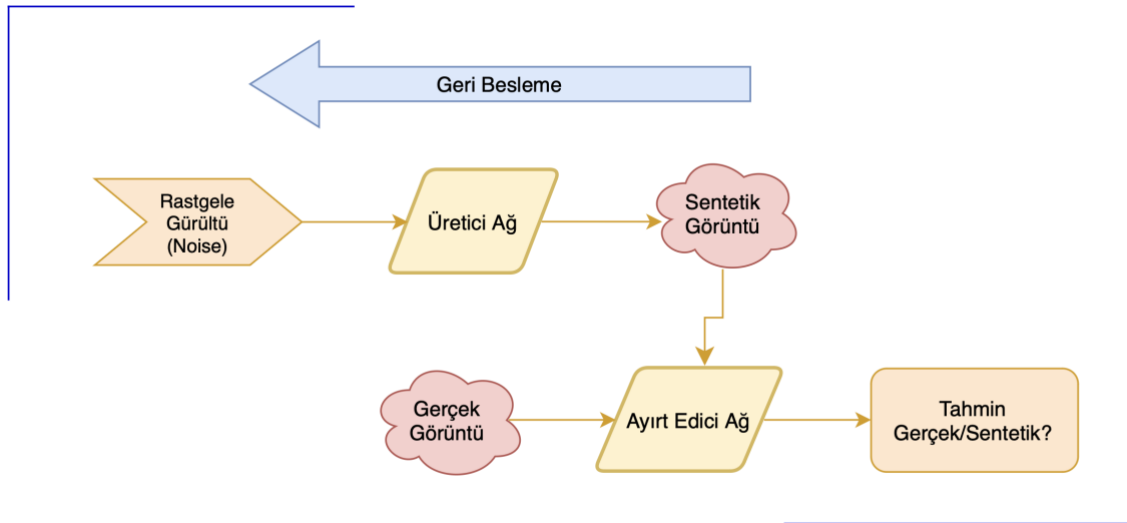 Geri Besleme
Rastgele
Gürültü
(Noise)
Üretici Ağ
Sentetik
Görüntü
Gerçek
Görüntü
Ayırt Edici Ağ
Tahmin
Gerçek/Sentetik?